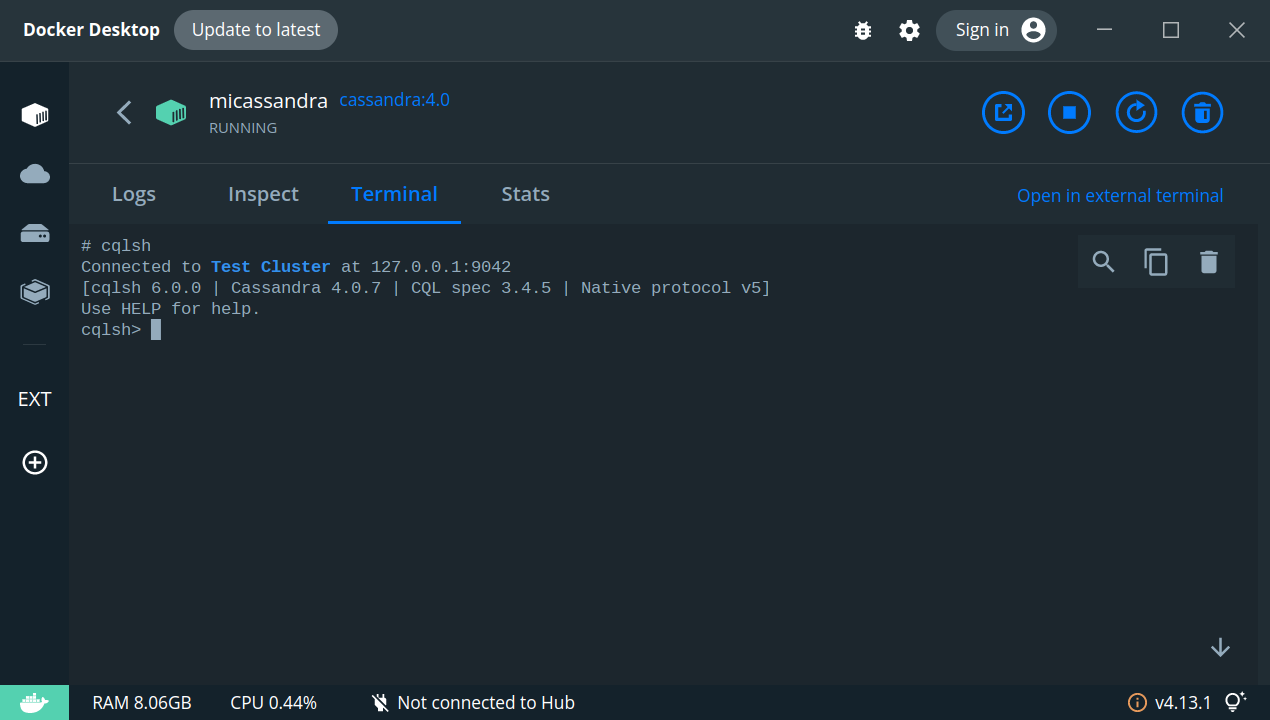 Docker Desktop Update to latest Sign in
micassandra cassandra:4.0
RUNNING
Logs Inspect Terminal Stats Open in external terminal
# cqlsh
Connected to Test Cluster at 127.0.0.1:9042
[cqlsh 6.0.0 | Cassandra 4.0.7 | CQL spec 3.4.5 | Native protocol v5]
Use HELP for help.
cqlsh>
EXT
RAM 8.06GB CPU 0.44% Not connected to Hub v4.13.1